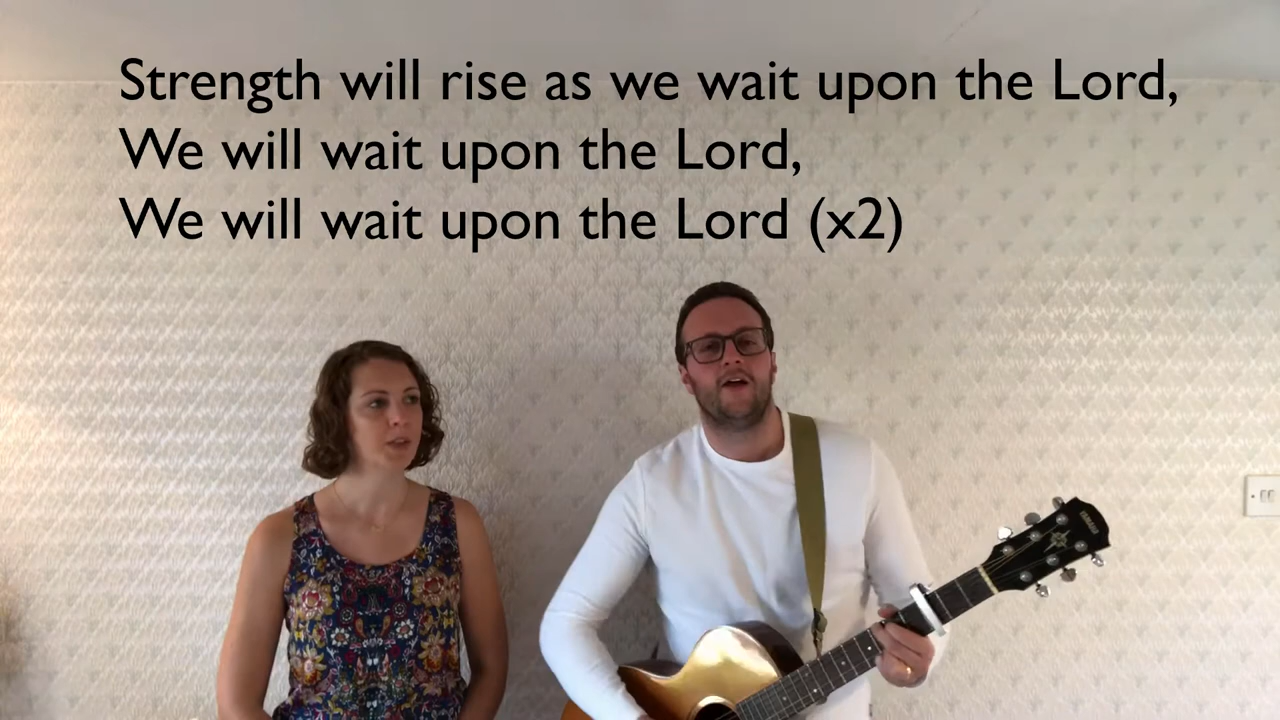 Strength will rise as we wait upon the Lord,
We will wait upon the Lord,
We will wait upon the Lord (x2)
YAMAHA